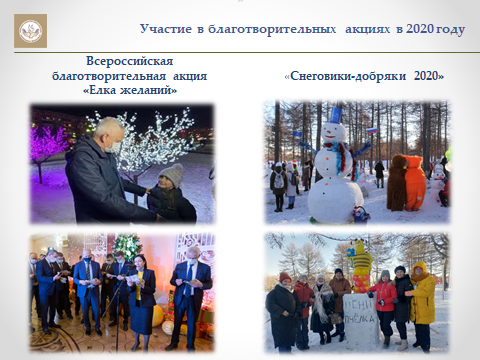 Участие в благотворительных акциях в 2020 году
Всероссийская
благотворительная акция
«Елка желаний»
«Снеговики-добряки 2020»